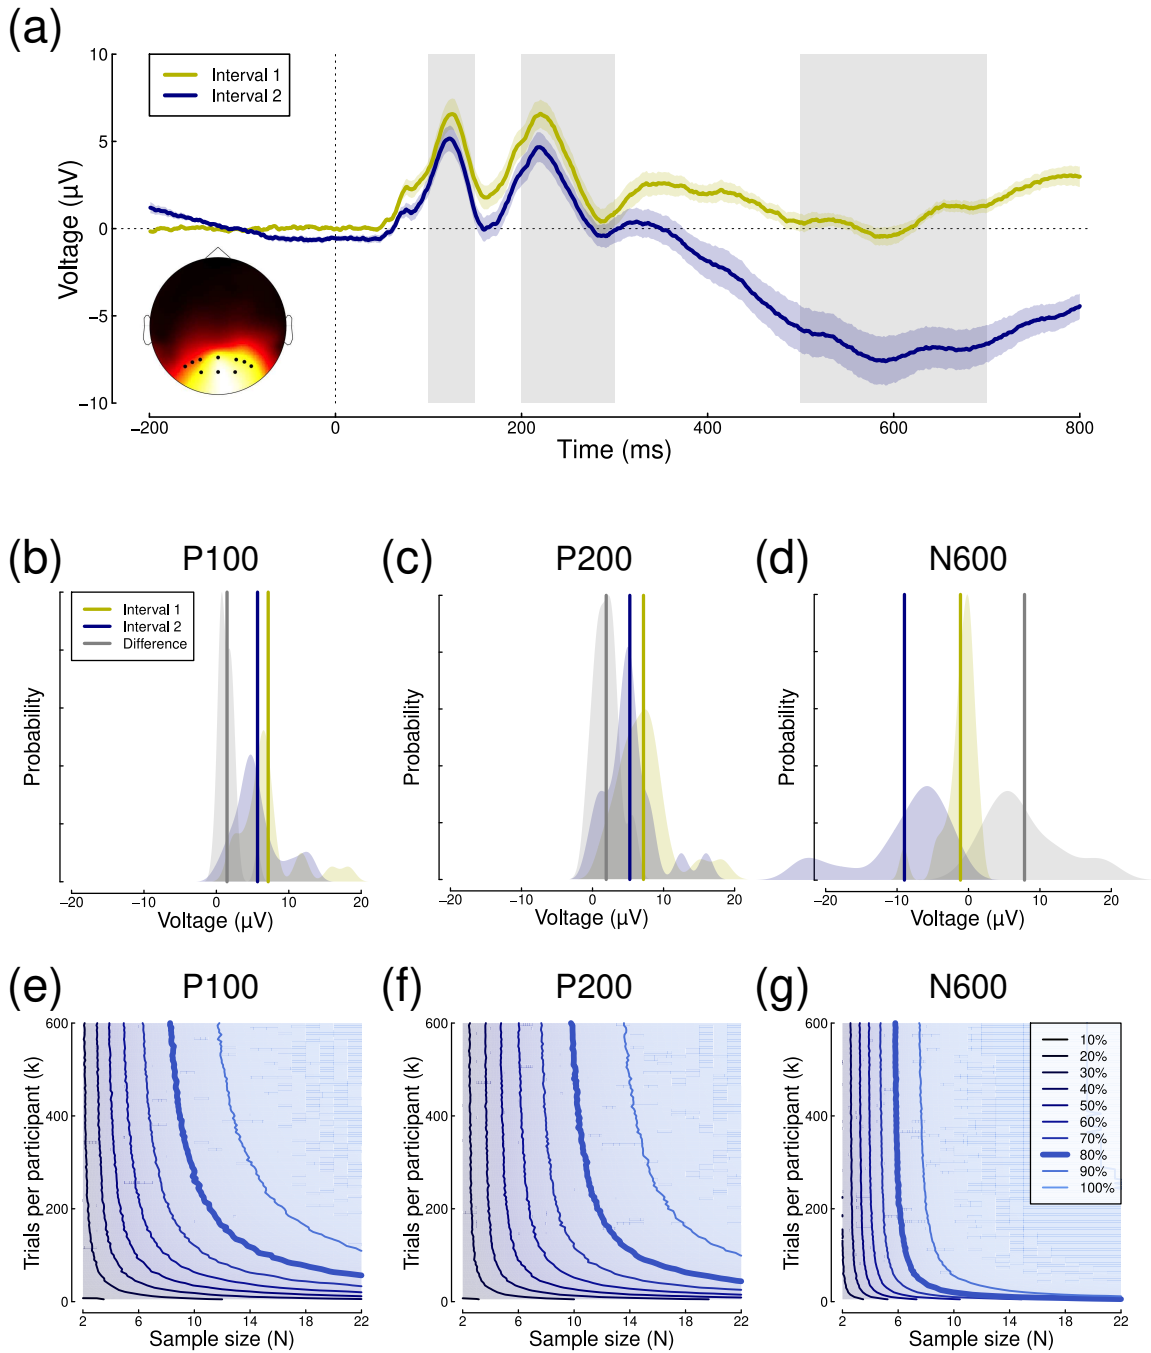 (a)
Interval 1
Interval 2
10
5
0
−5
−10
Voltage (µV)
−200 0 200 400 600 800
Time (ms)
(b) P100
(c) P200
(d) N600
Interval 1
Interval 2
Difference
Probability
Probability
Probability
−20 −10 0 10 20
−20 −10 0 10 20
−20 −10 0 10
Voltage (µV)
Voltage (µV)
Voltage (µV)
(e) P100
(f) P200
(g) N600
600
400
200
0
Trials per participant (k)
600
400
200
0
Trials per participant (k)
600
400
200
0
Trials per participant (k)
10%
20%
30%
40%
50%
60%
70%
80%
90%
100%
2 6 10 14 18 22
2 6 10 14 18 22
2 6 10 14 18 22
Sample size (N)
Sample size (N)
Sample size (N)